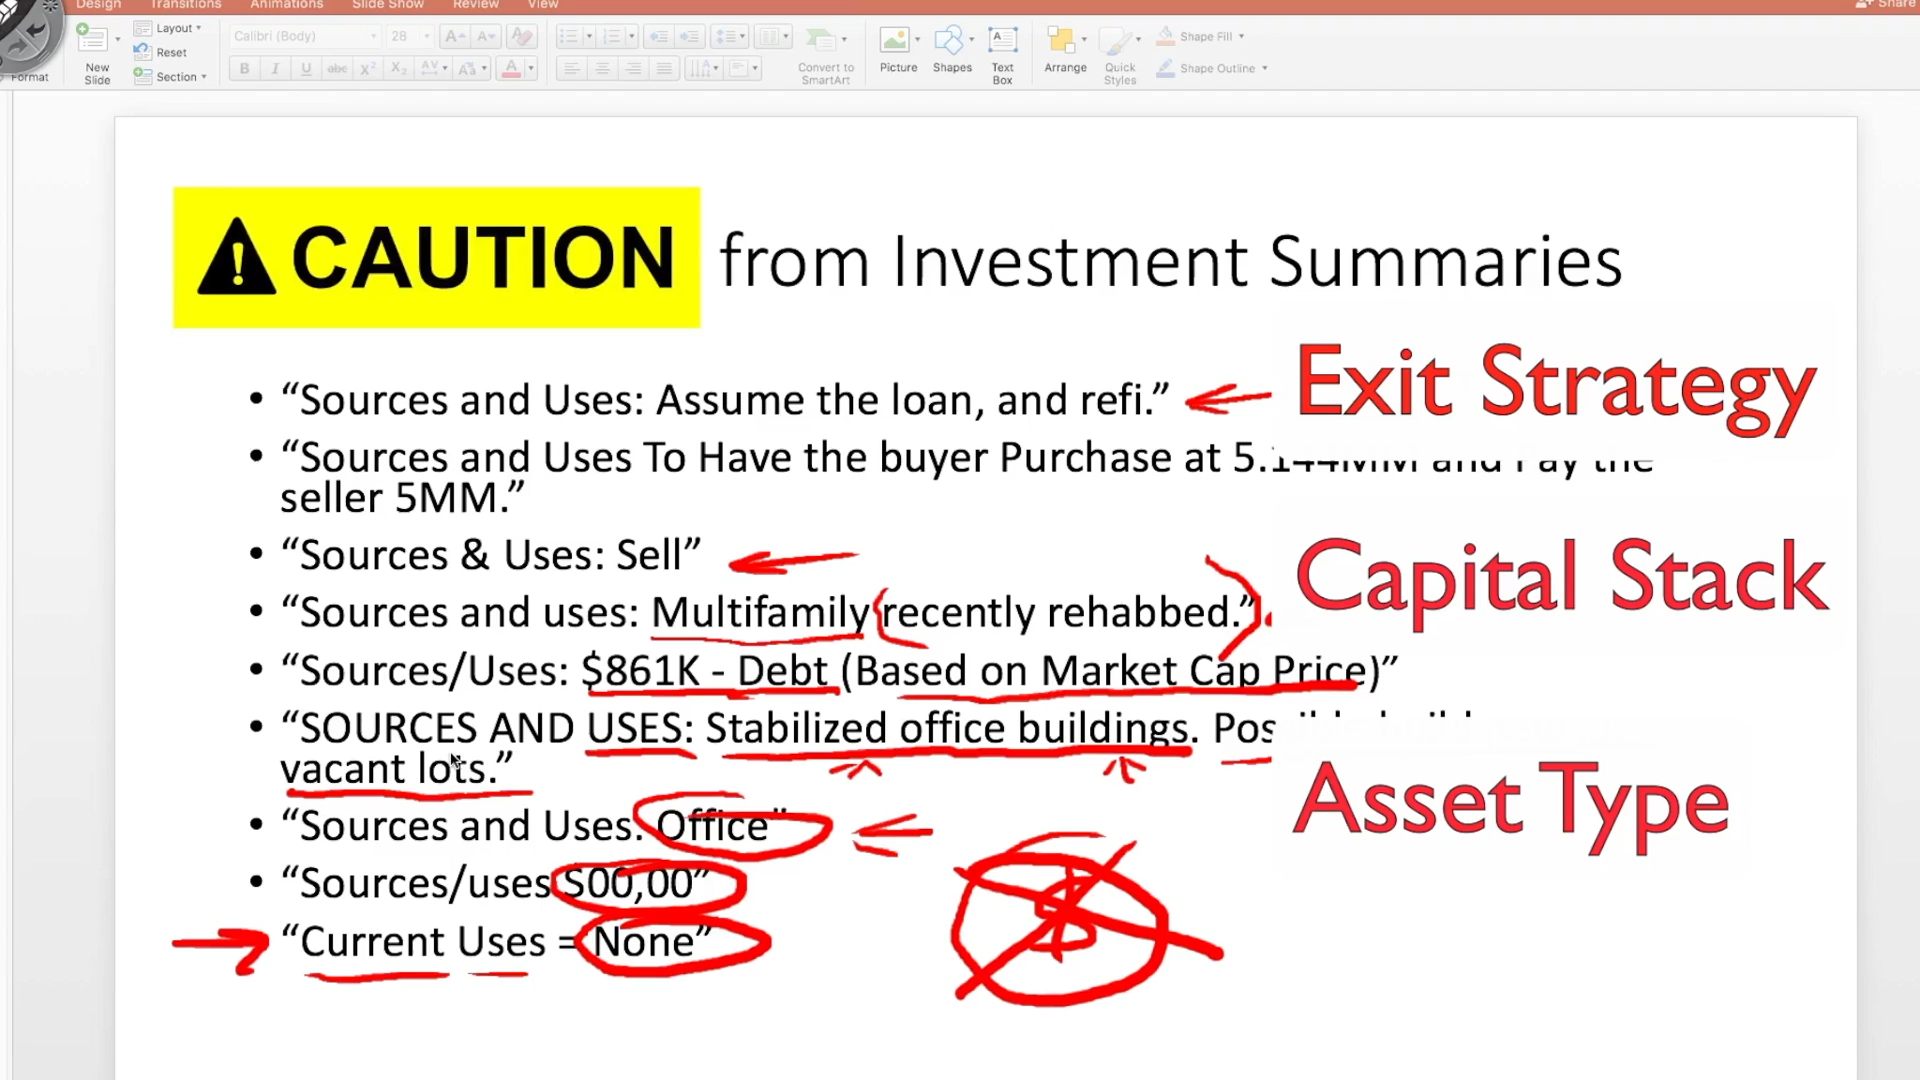 Design Transitions Animations Slide Show Review View Share
Layout Calibri (Body) 28 Shape Fill
Reset
New Slide Section Convert to SmartArt Picture Shapes Text Box Arrange Quick Styles Shape Outline
Format
CAUTION from Investment Summaries
Exit Strategy
• “Sources and Uses: Assume the loan, and refi.”
• “Sources and Uses To Have the buyer Purchase at 5.144MM and Pay the
seller 5MM.”
Capital Stack
• “Sources & Uses: Sell”
• “Sources and uses: Multifamily recently rehabbed.”
• “Sources/Uses: $861K - Debt (Based on Market Cap Price)”
• “SOURCES AND USES: Stabilized office buildings.
vacant lots.”
Asset Type
• “Sources and Uses: Office”
• “Sources/uses $00,00”
• “Current Uses = None”